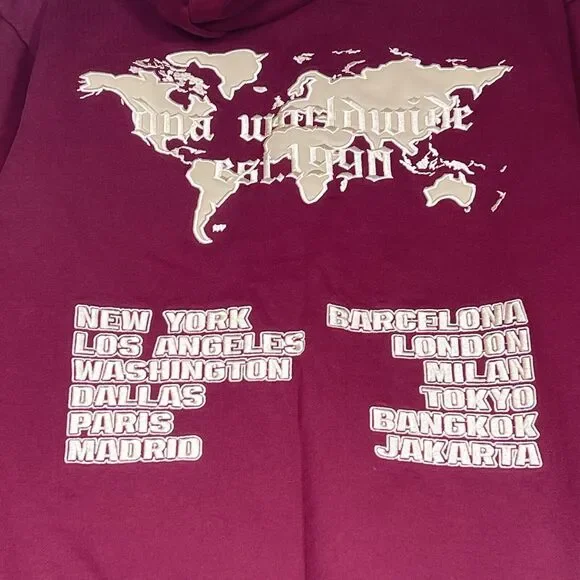 dna worldwide
est.1990
NEW YORK
LOS ANGELES
WASHINGTON
DALLAS
PARIS
MADRID
BARCELONA
LONDON
MILAN
TOKYO
BANGKOK
JAKARTA